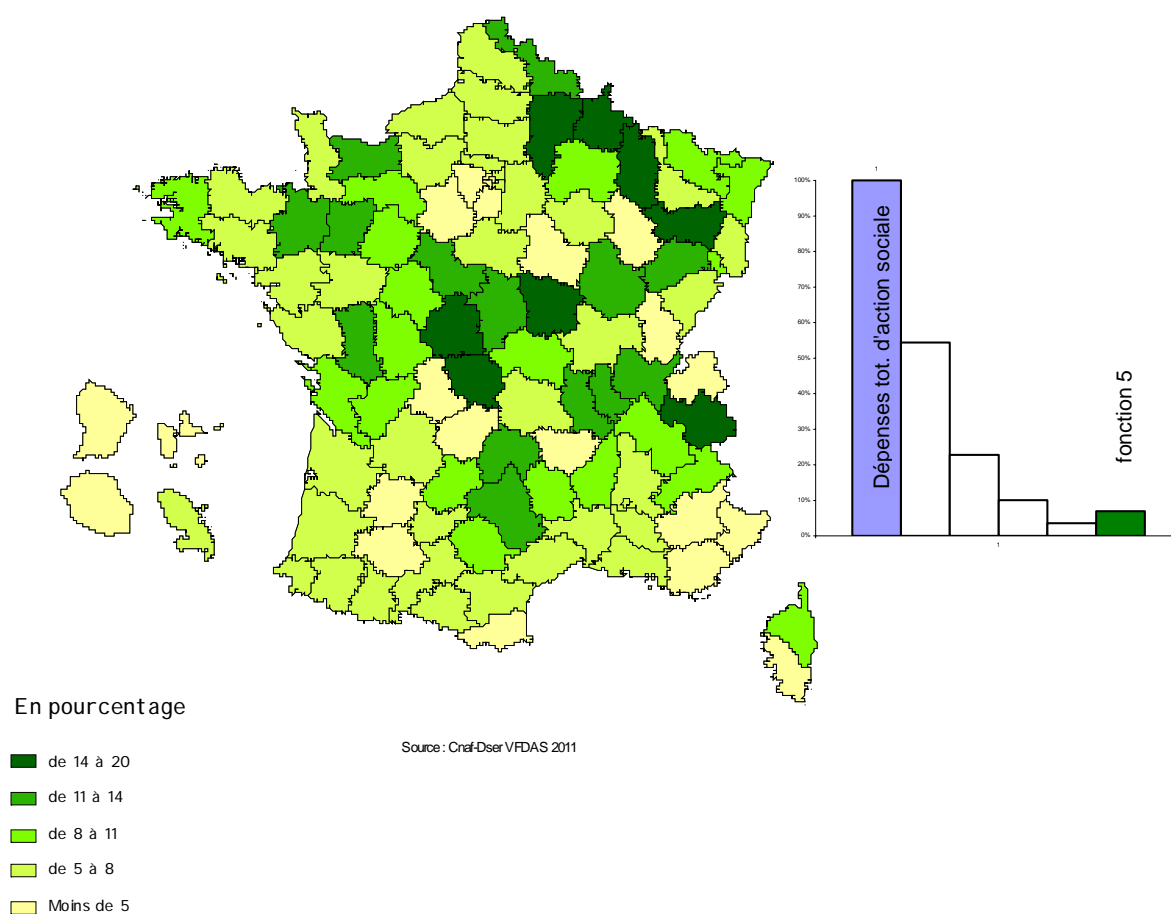 1
100%
90%
80%
70%
60%
50%
40%
30%
20%
10%
0%
Dépenses tot. d'action sociale
fonction 5
1
En pourcentage
Source : Cnaf-Dser VFDAS 2011
de 14 à 20
de 11 à 14
de 8 à 11
de 5 à 8
Moins de 5